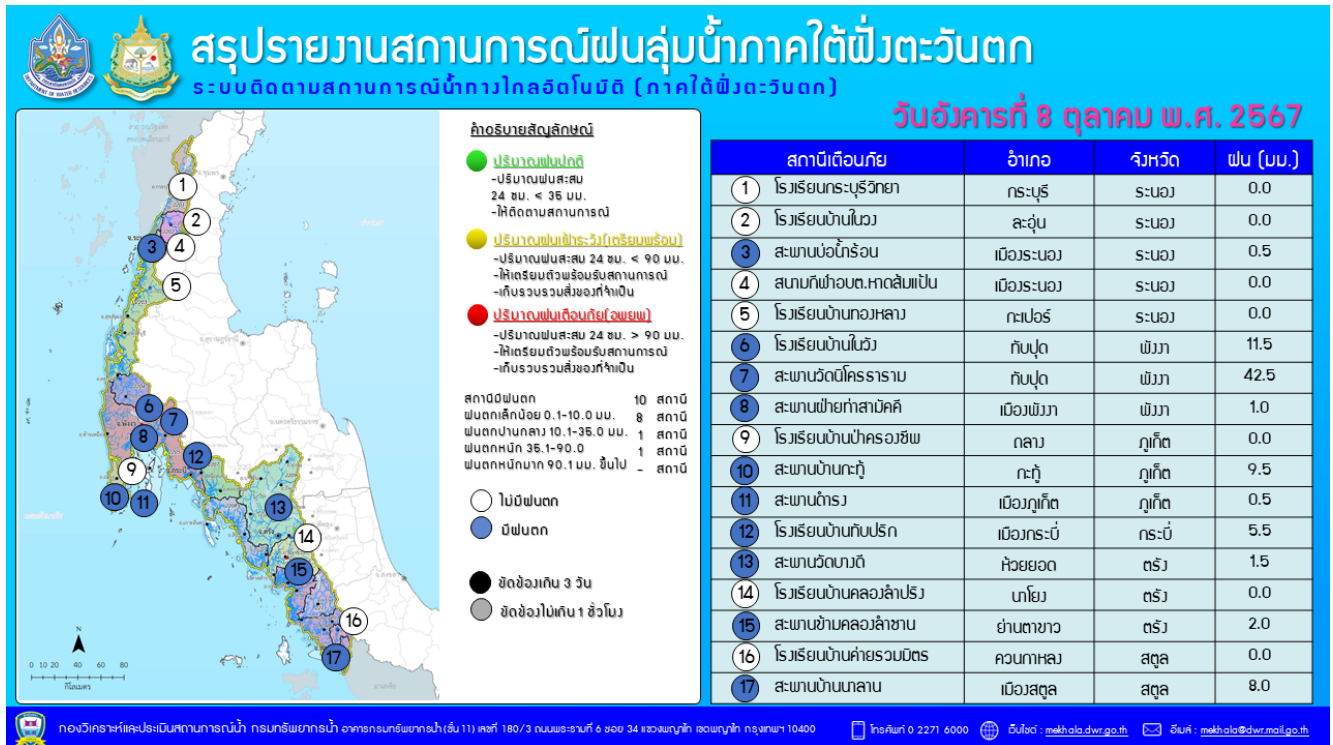 สรุปรายงานสถานการณ์ฝนลุ่มน้ำภาคใต้ฝั่งตะวันตก
ระบบติดตามสถานการณ์น้ำทางไกลอัตโนมัติ (ภาคใต้ฝั่งตะวันตก)
วันอังคารที่ 8 ตุลาคม พ.ศ. 2567
คำอธิบายสัญลักษณ์
ปริมาณฝนปกติ
-ปริมาณฝนสะสม
24 ชม. < 35 มม.
-ให้ติดตามสถานการณ์
ปริมาณฝนเฝ้าระวัง(เตรียมพร้อม)
-ปริมาณฝนสะสม 24 ชม. < 90 มม.
-ให้เตรียมตัวพร้อมรับสถานการณ์
-เก็บรวบรวมสิ่งของที่จำเป็น
ปริมาณฝนเตือนภัย(อพยพ)
-ปริมาณฝนสะสม 24 ชม. > 90 มม.
-ให้เตรียมตัวพร้อมรับสถานการณ์
-เก็บรวบรวมสิ่งของที่จำเป็น
สถานีมีฝนตก 10 สถานี
ฝนตกเล็กน้อย 0.1-10.0 มม. 8 สถานี
ฝนตกปานกลาง 10.1-35.0 มม. 1 สถานี
ฝนตกหนัก 35.1-90.0 1 สถานี
ฝนตกหนักมาก 90.1 มม. ขึ้นไป - สถานี
ไม่มีฝนตก
มีฝนตก
ขัดข้องเกิน 3 วัน
ขัดข้องไม่เกิน 1 ชั่วโมง
1
2
3 4
5
6
7
8
12
9
10 11
13
14
15
16
17
N
0 10 20 40 60 80
กิโลเมตร
สถานีเตือนภัย อำเภอ จังหวัด ฝน (มม.)
1 โรงเรียนกระบุรีวิทยา กระบุรี ระนอง 0.0
2 โรงเรียนบ้านในวง ละอุ่น ระนอง 0.0
3 สะพานบ่อน้ำร้อน เมืองระนอง ระนอง 0.5
4 สนามกีฬาอบต.หาดส้มแป้น เมืองระนอง ระนอง 0.0
5 โรงเรียนบ้านทองหลาง กะเปอร์ ระนอง 0.0
6 โรงเรียนบ้านในวัง ทับปุด พังงา 11.5
7 สะพานวัดนิโครธาราม ทับปุด พังงา 42.5
8 สะพานฝ่ายท่าสามัคคี เมืองพังงา พังงา 1.0
9 โรงเรียนบ้านป่าครองชีพ ถลาง ภูเก็ต 0.0
10 สะพานบ้านกะทู้ กะทู้ ภูเก็ต 9.5
11 สะพานดำรง เมืองภูเก็ต ภูเก็ต 0.5
12 โรงเรียนบ้านทับปริก เมืองกระบี่ กระบี่ 5.5
13 สะพานวัดบางดี ห้วยยอด ตรัง 1.5
14 โรงเรียนบ้านคลองลำปริง นาโยง ตรัง 0.0
15 สะพานข้ามคลองลำชาน ย่านตาขาว ตรัง 2.0
16 โรงเรียนบ้านค่ายรวมมิตร ควนกาหลง สตูล 0.0
17 สะพานบ้านนาลาน เมืองสตูล สตูล 8.0
กองวิเคราะห์และประเมินสถานการณ์น้ำ กรมทรัพยากรน้ำ อาคารกรมทรัพยากรน้ำ (ชั้น 11) เลขที่ 180/3 ถนนพระรามที่ 6 ซอย 34 แขวงพญาไท เขตพญาไท กรุงเทพฯ 10400 โทรศัพท์ 0 2271 6000 เว็บไซต์ : mekhala.dwr.go.th อีเมล์ : mekhala@dwr.mail.go.th